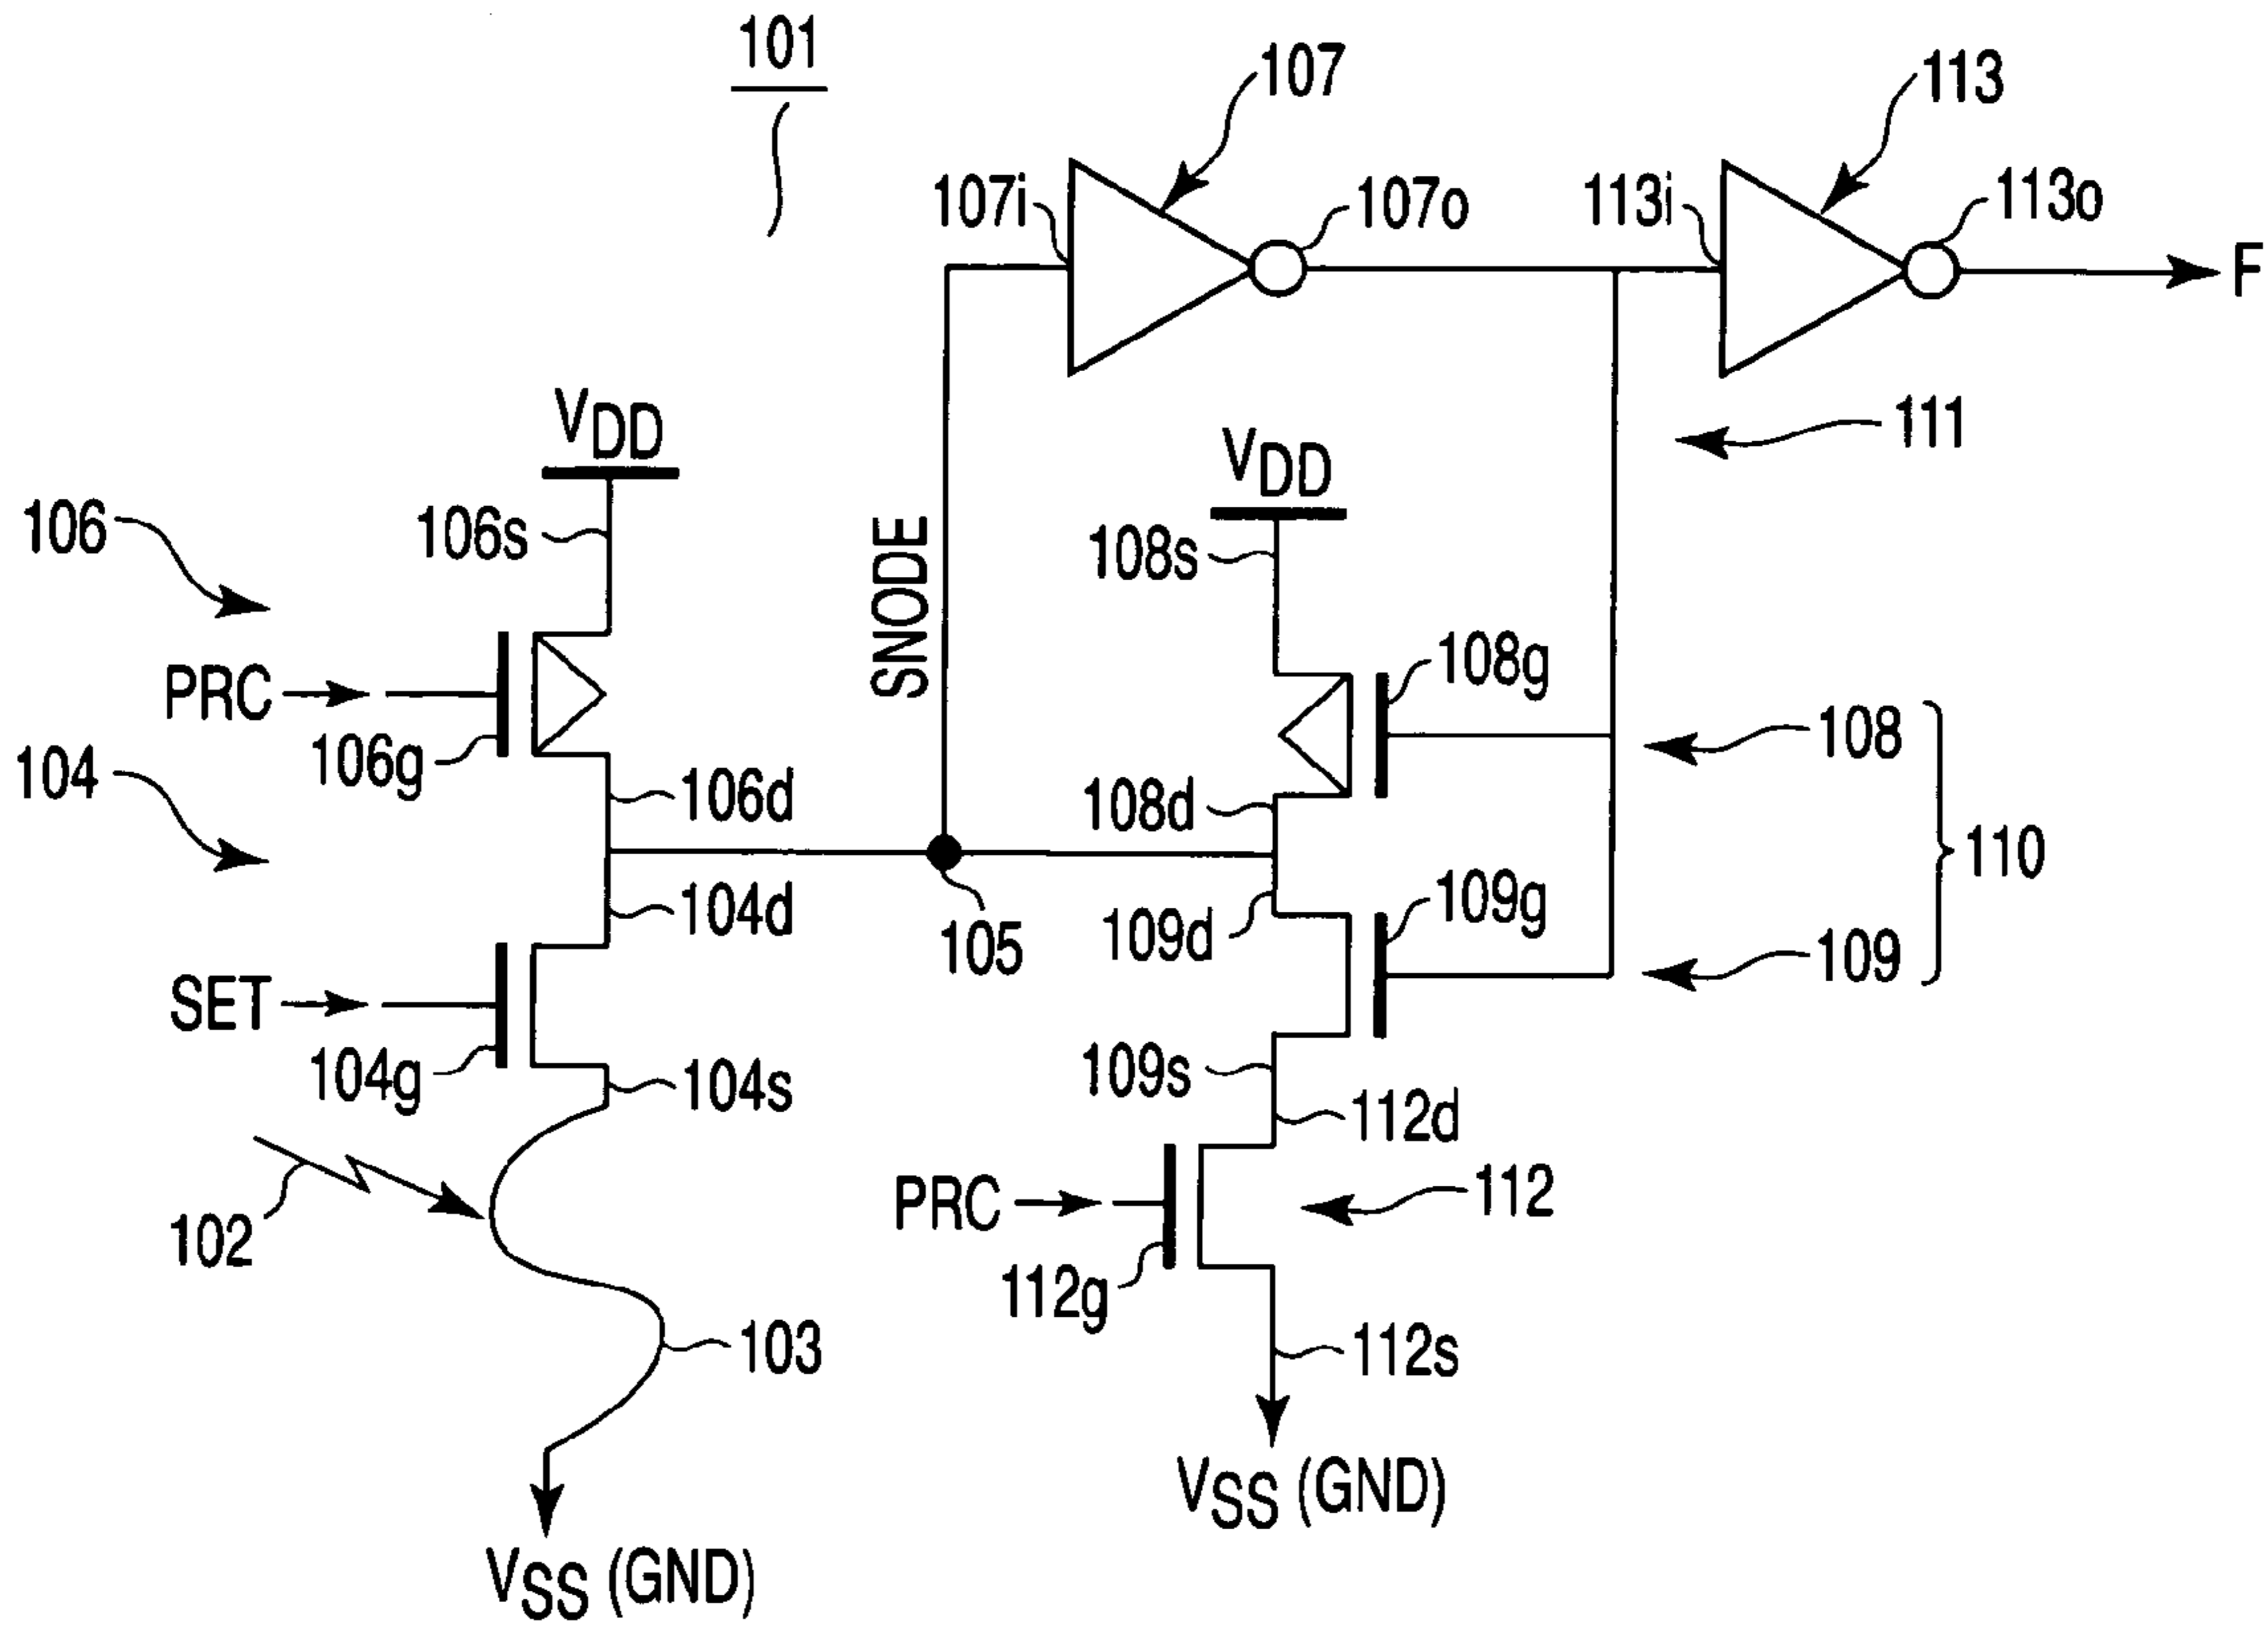 101
107
113
107i
107o
113i
113o
F
VDD
111
VDD
106
106s
SNODE
108s
PRC
108g
106g
108
104
106d
108d
110
104d
105
109d
109g
109
SET
104g
104s
109s
112d
102
PRC
112
112g
103
112s
VSS (GND)
VSS (GND)